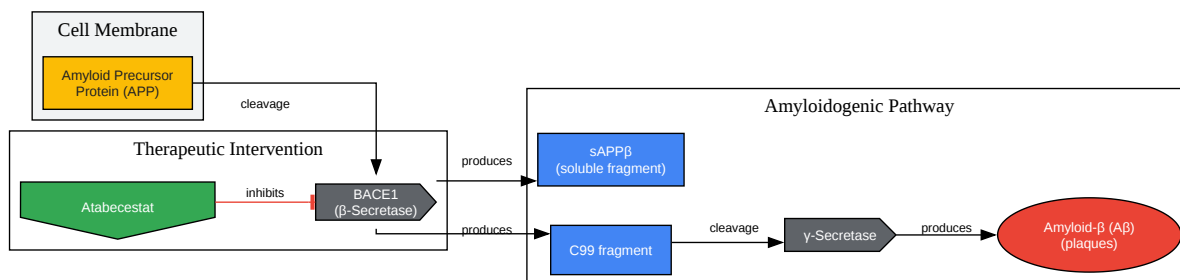 Cell Membrane
Amyloid Precursor
Protein (APP)
cleavage
Therapeutic Intervention
Atabecestat
inhibits
BACE1
(β-Secretase)
produces
produces
Amyloidogenic Pathway
sAPPβ
(soluble fragment)
C99 fragment
cleavage
γ-Secretase
produces
Amyloid-β (Aβ)
(plaques)